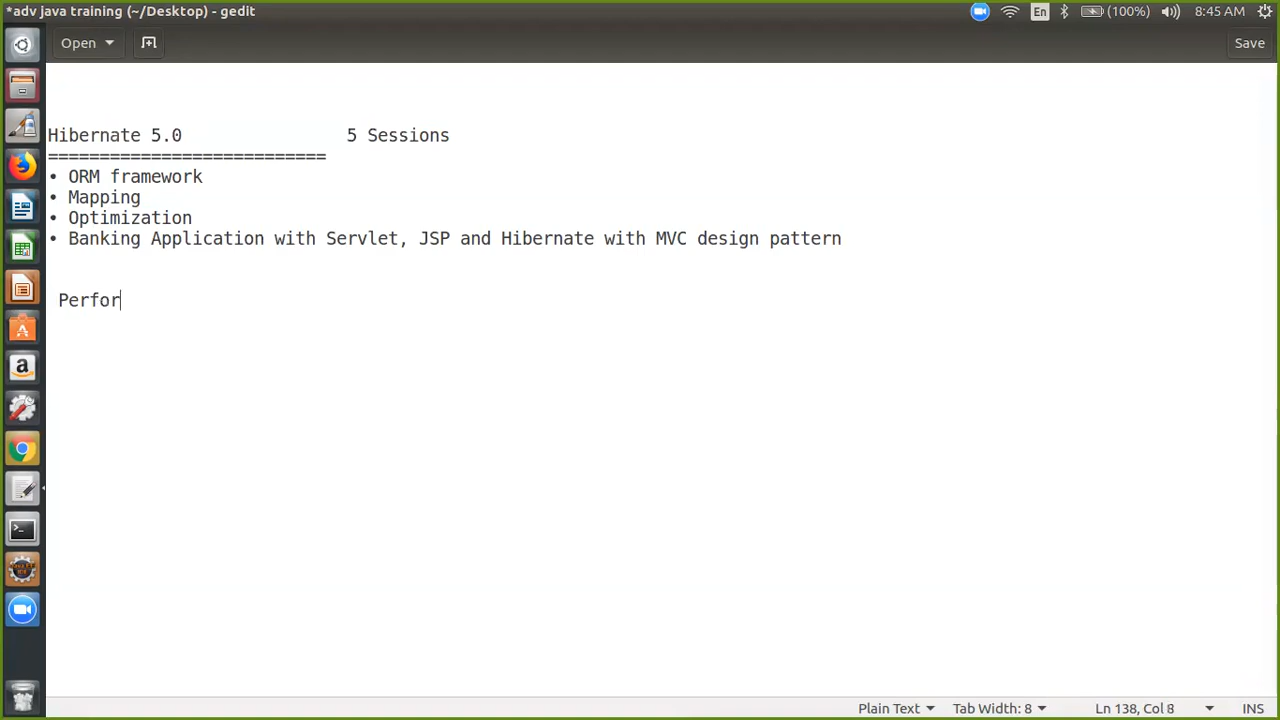 *adv java training (~/Desktop) - gedit
En
(100%)
8:45 AM
Open
Save
Hibernate 5.0 5 Sessions
===========================
• ORM framework
• Mapping
• Optimization
• Banking Application with Servlet, JSP and Hibernate with MVC design pattern
Perfor
Plain Text
Tab Width: 8
Ln 138, Col 8
INS